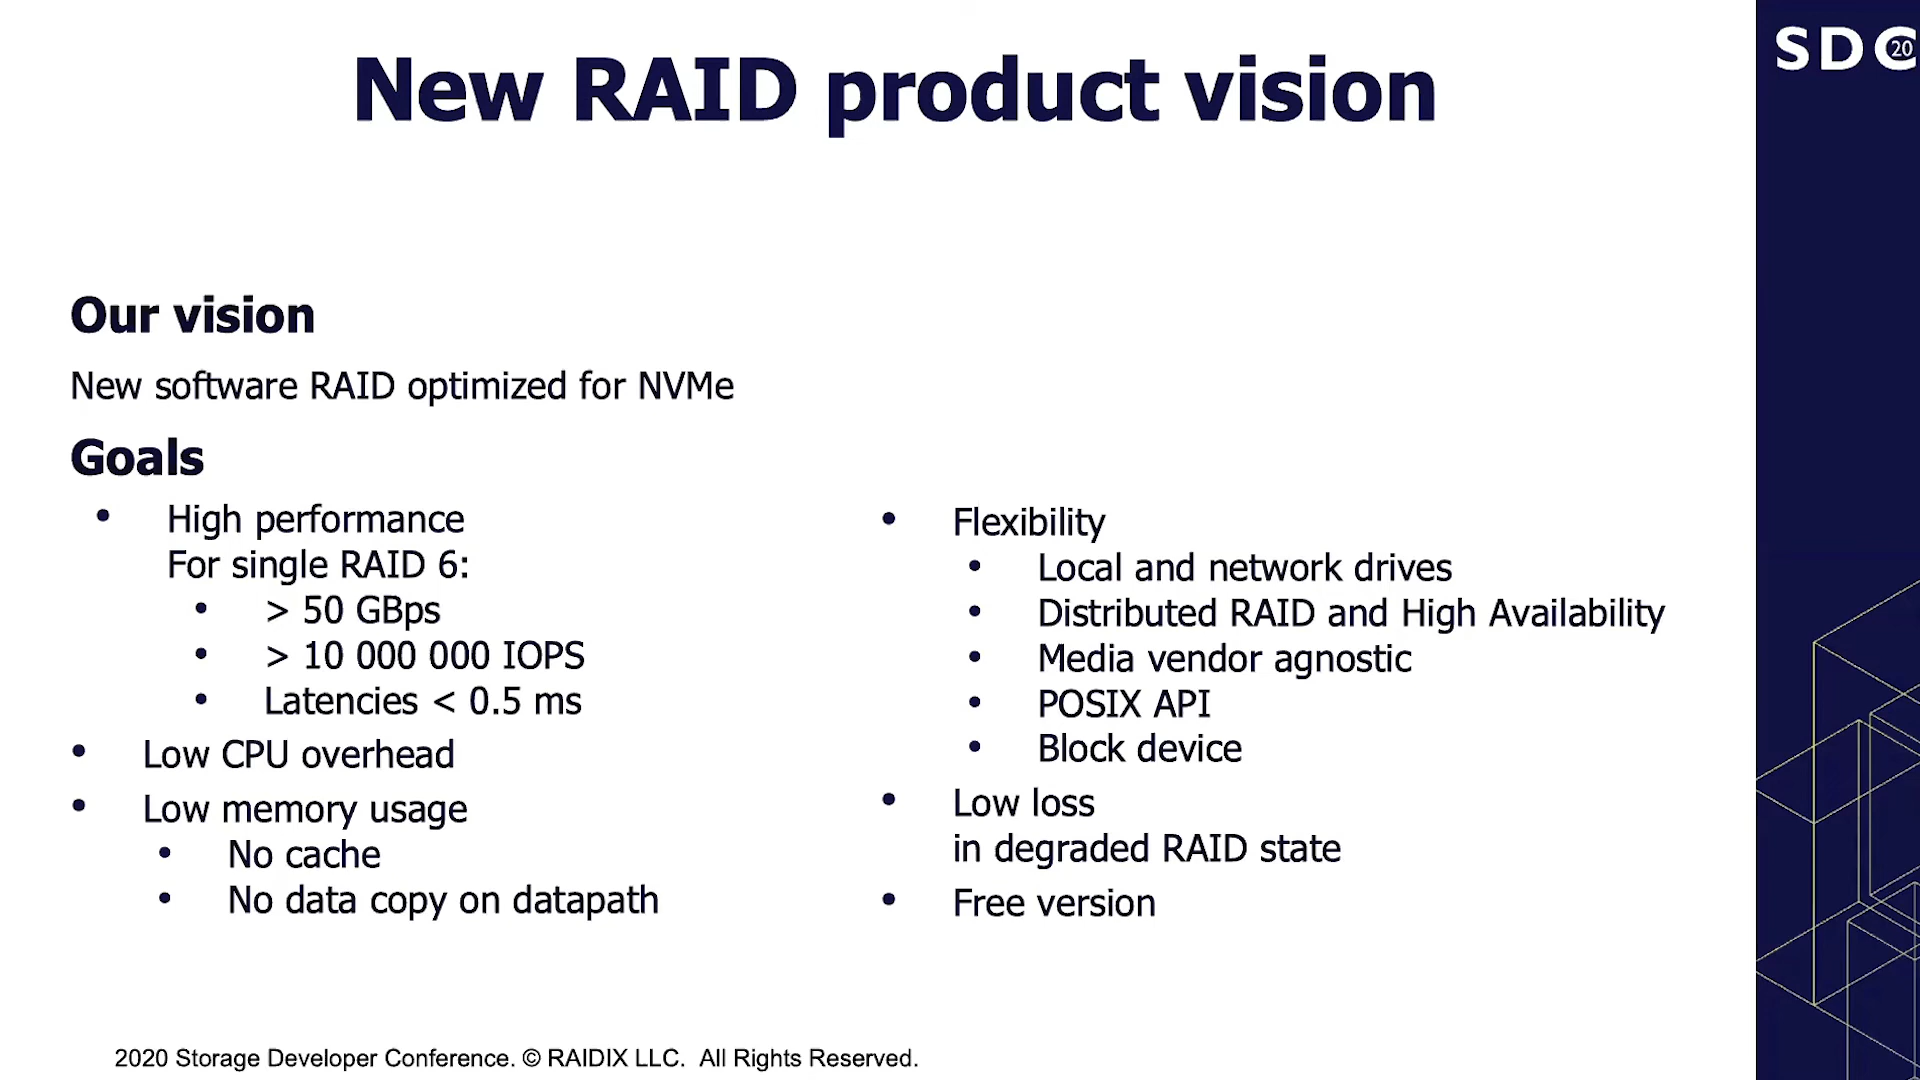 New RAID product vision
SDC 20
Our vision
New software RAID optimized for NVMe
Goals
• High performance
For single RAID 6:
• > 50 GBps
• > 10 000 000 IOPS
• Latencies < 0.5 ms
• Low CPU overhead
• Low memory usage
• No cache
• No data copy on datapath
• Flexibility
• Local and network drives
• Distributed RAID and High Availability
• Media vendor agnostic
• POSIX API
• Block device
• Low loss
in degraded RAID state
• Free version
2020 Storage Developer Conference. © RAIDIX LLC. All Rights Reserved.